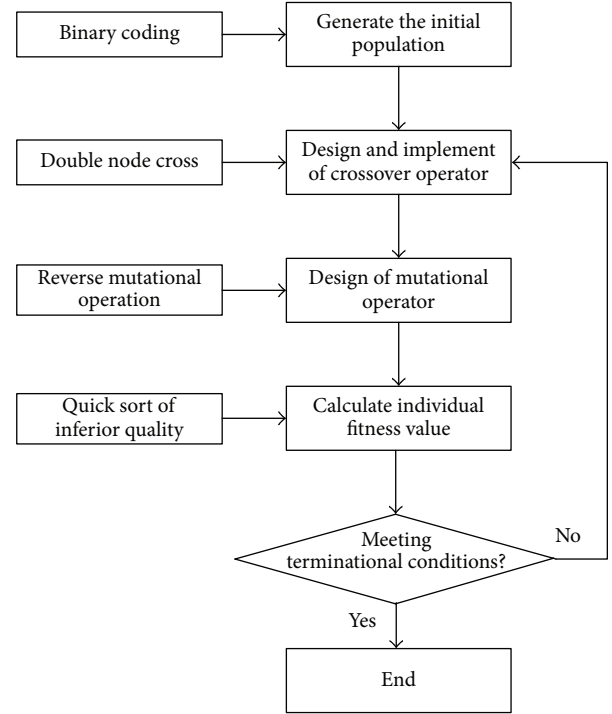 Binary coding
Generate the initial
population
Double node cross
Design and implement
of crossover operator
Reverse mutational
operation
Design of mutational
operator
Quick sort of
inferior quality
Calculate individual
fitness value
Meeting
terminational conditions?
No
Yes
End